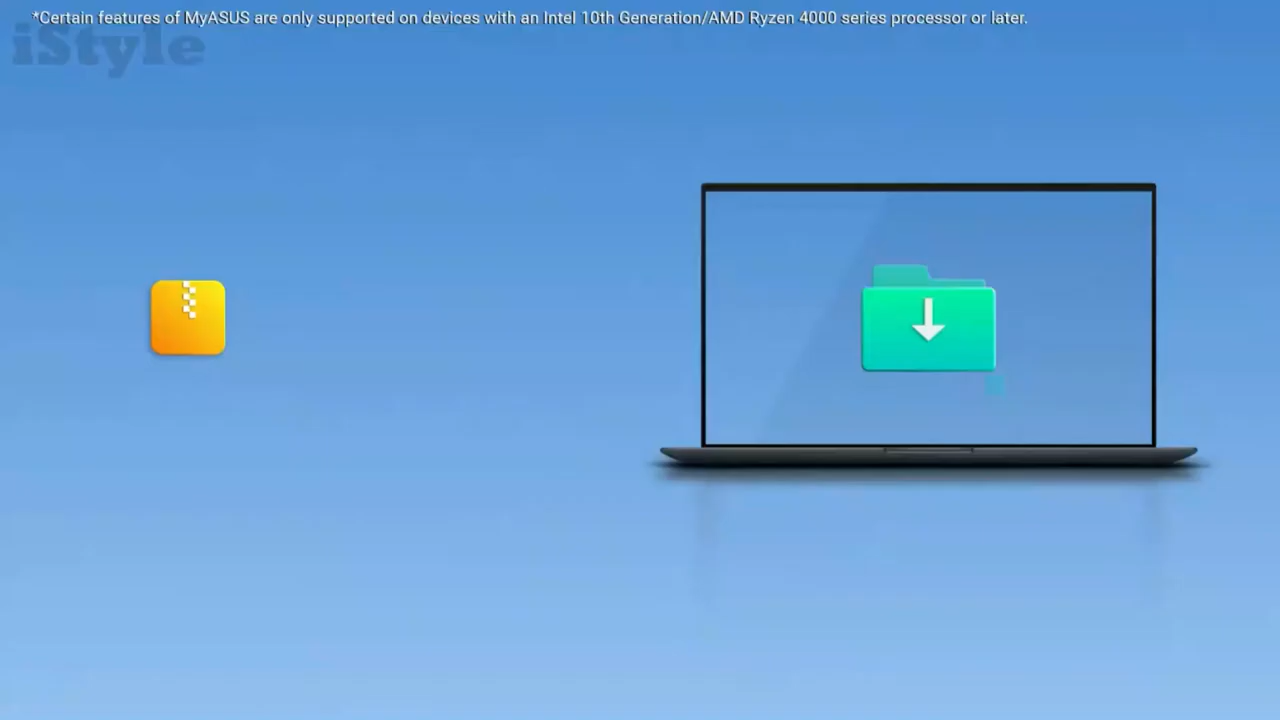 *Certain features of MyASUS are only supported on devices with an Intel 10th Generation/AMD Ryzen 4000 series processor or later.
iStyle